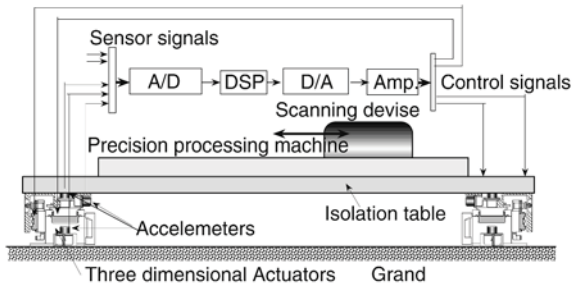 Sensor signals
A/D
DSP
D/A
Amp.
Control signals
Scanning devise
Precision processing machine
Isolation table
Accelemeters
Three dimensional Actuators
Grand